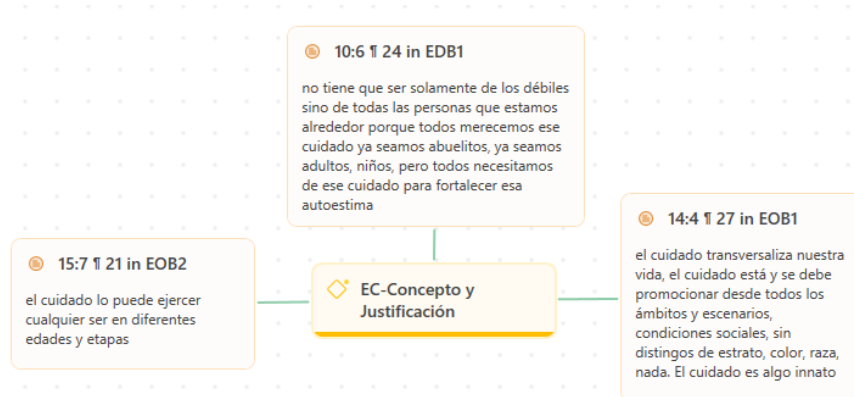 10:6 ¶ 24 in EDB1
no tiene que ser solamente de los débiles
sino de todas las personas que estamos
alrededor porque todos merecemos ese
cuidado ya seamos abuelitos, ya seamos
adultos, niños, pero todos necesitamos
de ese cuidado para fortalecer esa
autoestima
15:7 ¶ 21 in EOB2
el cuidado lo puede ejercer
cualquier ser en diferentes
edades y etapas
EC-Concepto y
Justificación
14:4 ¶ 27 in EOB1
el cuidado transversaliza nuestra
vida, el cuidado está y se debe
promocionar desde todos los
ámbitos y escenarios,
condiciones sociales, sin
distingos de estrato, color, raza,
nada. El cuidado es algo innato